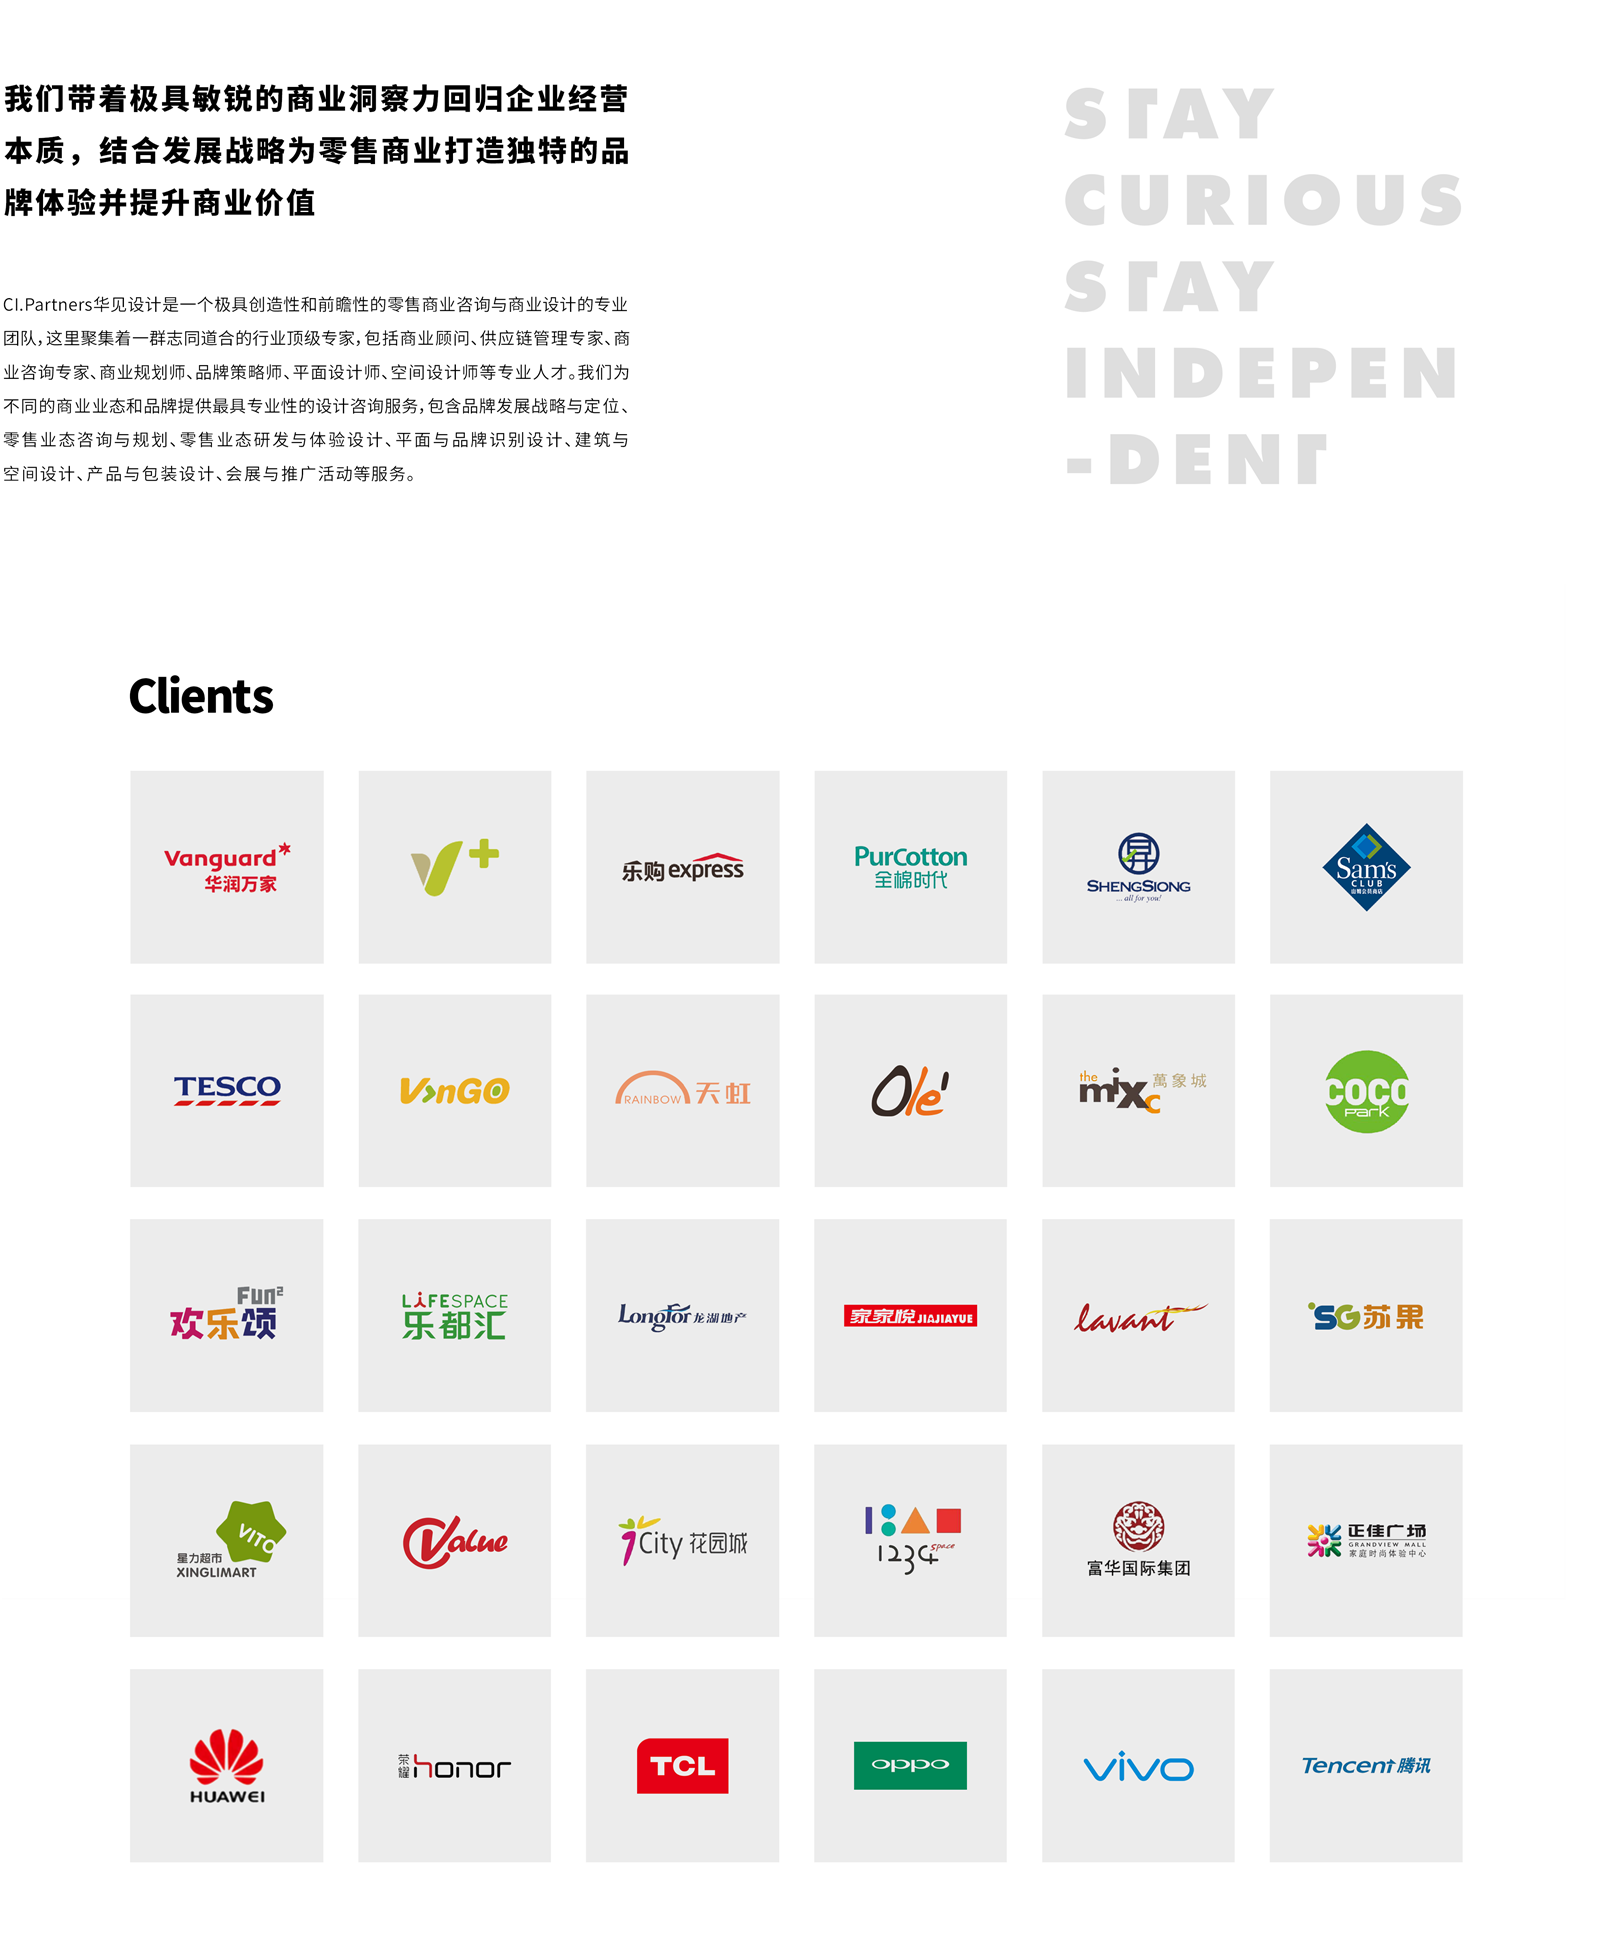 我们带着极具敏锐的商业洞察力回归企业经营
本质，结合发展战略为零售商业打造独特的品
牌体验并提升商业价值
CI.Partners华见设计是一个极具创造性和前瞻性的零售商业咨询与商业设计的专业
团队，这里聚集着一群志同道合的行业顶级专家，包括商业顾问、供应链管理专家、商
业咨询专家、商业规划师、品牌策略师、平面设计师、空间设计师等专业人才。我们为
不同的商业业态和品牌提供最具专业性的设计咨询服务，包含品牌发展战略与定位、
零售业态咨询与规划、零售业态研发与体验设计、平面与品牌识别设计、建筑与
空间设计、产品与包装设计、会展与推广活动等服务。
STAY
CURIOUS
STAY
INDEPEN
-DENT
Clients
Vanguard
华润万家
V+
乐购express
PurCotton
全棉时代
昇
SHENGSIONG
... all for you!
Sam's
CLUB
山姆会员商店
TESCO
VanGO
RAINBOW 天虹
Ole'
the
mixc 萬象城
COCO
Park
Fun2
欢乐颂
LIFESPACE
乐都汇
Longfor 龙湖地产
家家悦 JIAJIAYUE
lavant
SG苏果
VITO
星力超市
XINGLIMART
Value
iCity 花园城
1234 space
富华国际集团
正佳广场
GRANDVIEW MALL
家庭时尚体验中心
HUAWEI
荣耀 honor
TCL
oppo
vivo
Tencent 腾讯